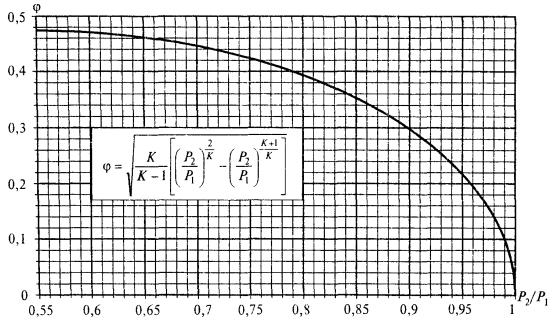 φ
0,5
0,4
0,3
0,2
0,1
0
φ = √(K/(K − 1) [(P₂/P₁)^(2/K) − (P₂/P₁)^((K+1)/K)])
0,55 0,6 0,65 0,7 0,75 0,8 0,85 0,9 0,95 1 P₂/P₁